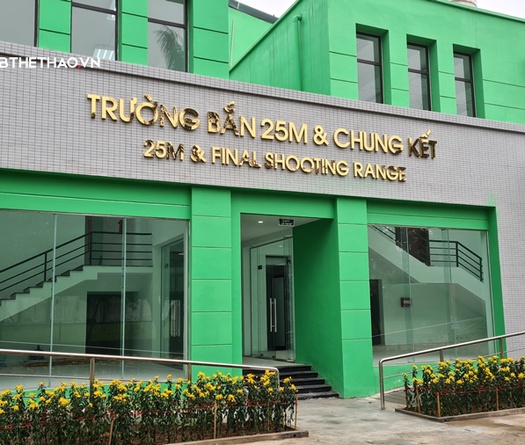 BTHETHAO.VN
TRƯỜNG BẮN 25M & CHUNG KẾT
25M & FINAL SHOOTING RANGE